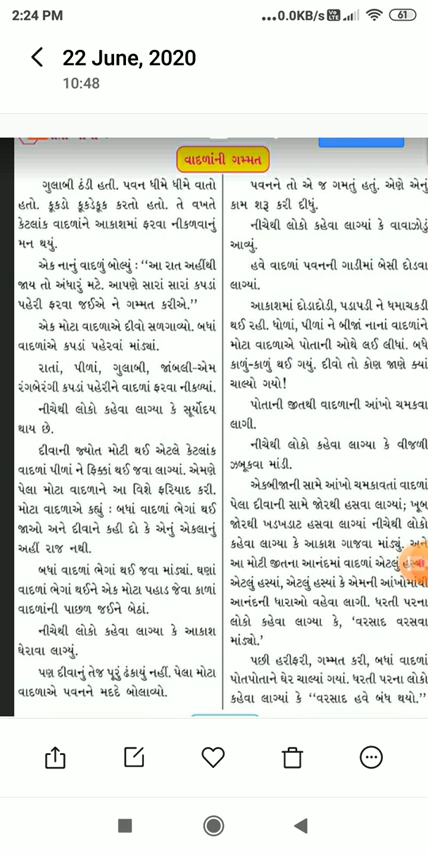 2:24 PM
...0.0KB/s
61
22 June, 2020
10:48
વાદળાંની ગમ્મત
ગુલાબી ઠંડી હતી. પવન ધીમે ધીમે વાતો
હતો. કૂકડો કૂકડેકૂક કરતો હતો. તે વખતે
કેટલાંક વાદળાંને આકાશમાં ફરવા નીકળવાનું
મન થયું.
એક નાનું વાદળું બોલ્યું : “આ રાત અહીંથી
જાય તો અંધારું મટે. આપણે સારાં સારાં કપડાં
પહેરી ફરવા જઈએ ને ગમ્મત કરીએ.”
એક મોટા વાદળાએ દીવો સળગાવ્યો. બધાં
વાદળાંએ કપડાં પહેરવાં માંડ્યાં.
રાતાં, પીળાં, ગુલાબી, જાંબલી-એમ
રંગબેરંગી કપડાં પહેરીને વાદળાં ફરવા નીકળ્યાં.
નીચેથી લોકો કહેવા લાગ્યા કે સૂર્યોદય
થાય છે.
દીવાની જ્યોત મોટી થઈ એટલે કેટલાંક
વાદળાં પીળાં ને ફિક્કાં થઈ જવા લાગ્યાં. એમણે
પેલા મોટા વાદળાને આ વિશે ફરિયાદ કરી.
મોટા વાદળાએ કહ્યું : બધાં વાદળાં ભેગાં થઈ
જાઓ અને દીવાને કહી દો કે એનું એકલાનું
અહીં રાજ નથી.
બધાં વાદળાં ભેગાં થઈ જવા માંડ્યાં. ઘણાં
વાદળાં ભેગાં થઈને એક મોટા પહાડ જેવા કાળાં
વાદળાંની પાછળ જઈને બેઠાં.
નીચેથી લોકો કહેવા લાગ્યા કે આકાશ
ઘેરાવા લાગ્યું.
પણ દીવાનું તેજ પૂરું ઢંકાયું નહીં. પેલા મોટા
વાદળાએ પવનને મદદે બોલાવ્યો.
પવનને તો એ જ ગમતું હતું. એણે એનું
કામ શરૂ કરી દીધું.
નીચેથી લોકો કહેવા લાગ્યાં કે વાવાઝોડું
આવ્યું.
હવે વાદળાં પવનની ગાડીમાં બેસી દોડવા
લાગ્યાં.
આકાશમાં દોડાદોડી, પડાપડી ને ધમાચકડી
થઈ રહી. ધોળાં, પીળાં ને બીજાં નાનાં વાદળાંને
મોટા વાદળાએ પોતાની ઓથે લઈ લીધાં. બધે
કાળું-કાળું થઈ ગયું. દીવો તો કોણ જાણે ક્યાં
ચાલ્યો ગયો!
પોતાની જીતથી વાદળાની આંખો ચમકવા
લાગી.
નીચેથી લોકો કહેવા લાગ્યા કે વીજળી
ઝબૂકવા માંડી.
એકબીજાની સામે આંખો ચમકાવતાં વાદળાં
પેલા દીવાની સામે જોરથી હસવા લાગ્યાં; ખૂબ
જોરથી ખડખડાટ હસવા લાગ્યાં નીચેથી લોકો
કહેવા લાગ્યા કે આકાશ ગાજવા માંડ્યું. અને
આ મોટી જીતના આનંદમાં વાદળાં એટલું હસ્યાં
એટલું હસ્યાં, એટલું હસ્યાં કે એમની આંખોમાંથી
આનંદની ધારાઓ વહેવા લાગી. ધરતી પરના
લોકો કહેવા લાગ્યા કે, ‘વરસાદ વરસવા
માંડ્યો.’
પછી હરીફરી, ગમ્મત કરી, બધાં વાદળાં
પોતપોતાને ઘેર ચાલ્યાં ગયાં. ધરતી પરના લોકો
કહેવા લાગ્યાં કે “વરસાદ હવે બંધ થયો.”